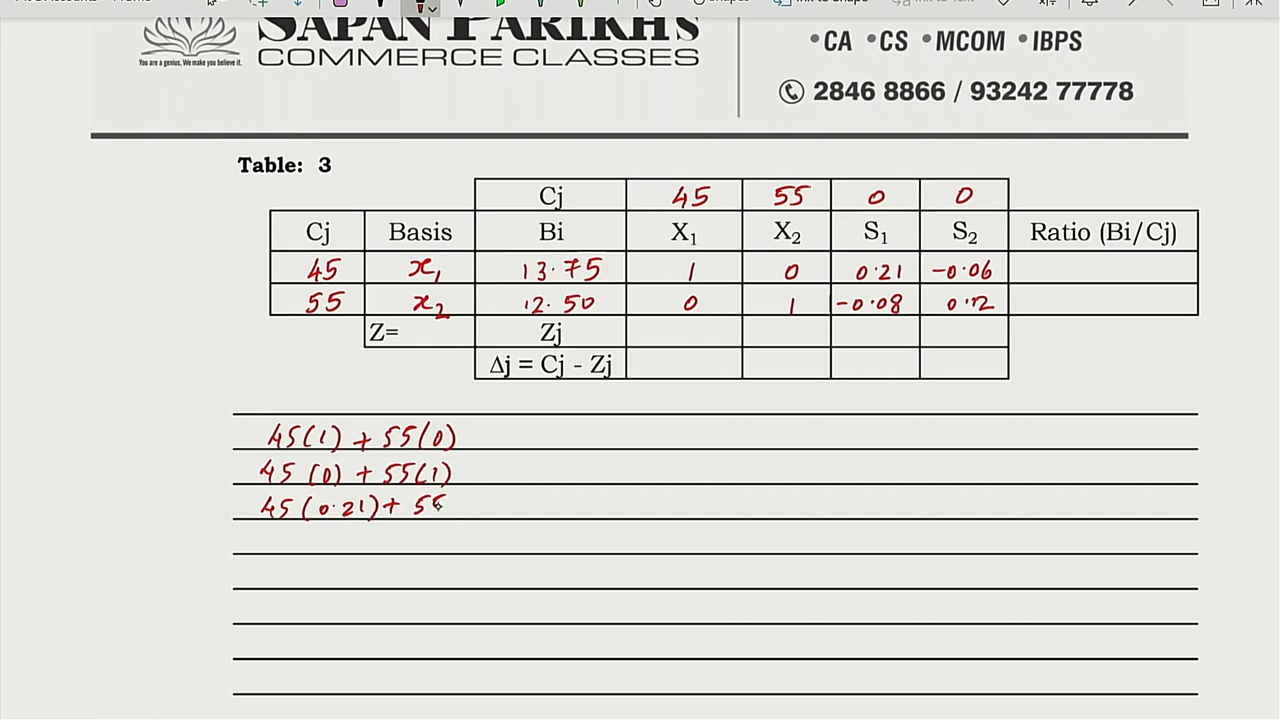 SAPAN PARIKH'S
COMMERCE CLASSES
You are a genius, We make you believe it.
•CA •CS •MCOM •IBPS
2846 8866 / 93242 77778
Table: 3
Cj 45 55 0 0
Cj Basis Bi X1 X2 S1 S2 Ratio (Bi/Cj)
45 x1 13.75 1 0 0.21 -0.06
55 x2 12.50 0 1 -0.08 0.12
Z= Zj
Δj = Cj - Zj
45(1) + 55(0)
45 (0) + 55(1)
45 (0.21) + 55